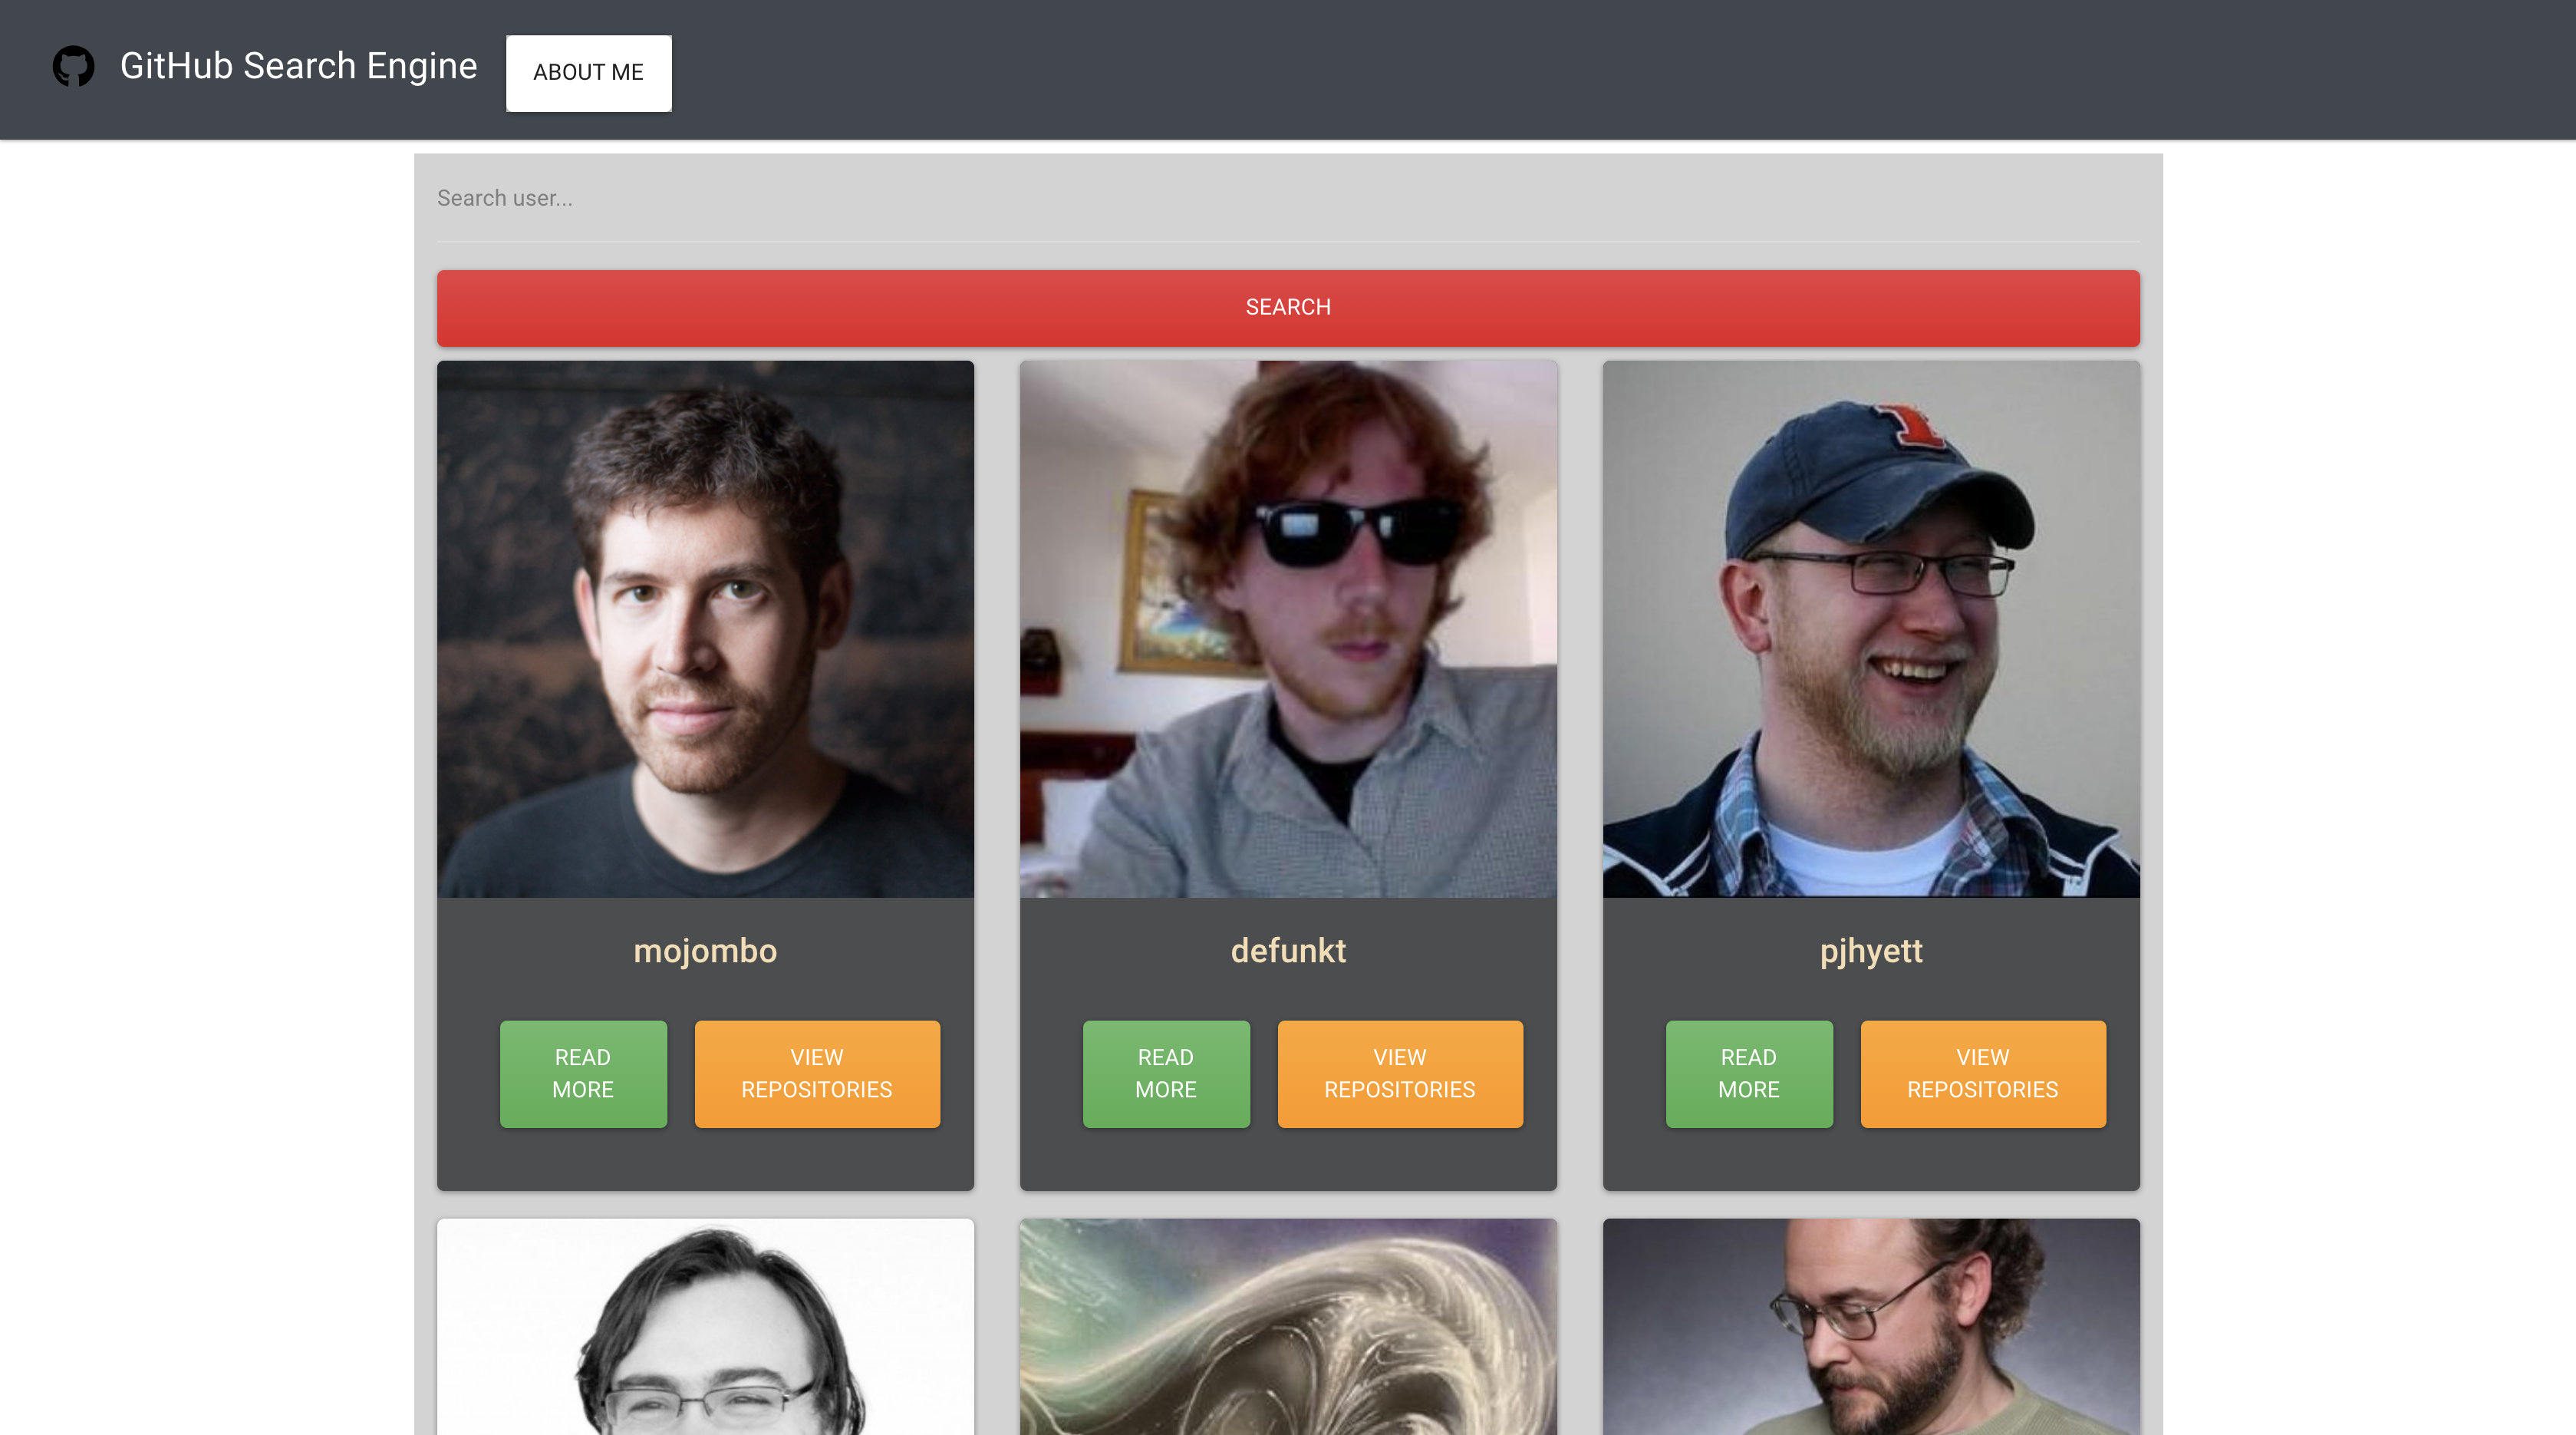 GitHub Search Engine
ABOUT ME
Search user...
SEARCH
mojombo
defunkt
pjhyett
READ
MORE
VIEW
REPOSITORIES
READ
MORE
VIEW
REPOSITORIES
READ
MORE
VIEW
REPOSITORIES